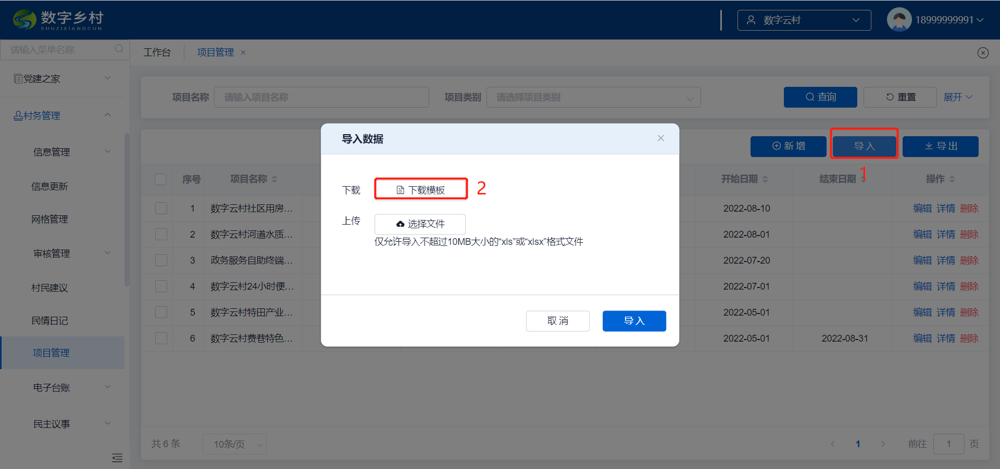 数字乡村
SHUZIXIANGCUN
数字云村
18999999991
请输入菜单名称
工作台
项目管理
党建之家
村务管理
信息管理
信息更新
网格管理
审核管理
村民建议
民情日记
项目管理
电子台账
民主议事
项目名称 请输入项目名称 项目类别 请选择项目类别 查询 重置 展开
新增 导入 导出
1
序号 项目名称 开始日期 结束日期 操作
1 数字云村社区用房... 2022-08-10 编辑 详情 删除
2 数字云村河道水质... 2022-08-01 编辑 详情 删除
3 政务服务自助终端... 2022-07-20 编辑 详情 删除
4 数字云村24小时便... 2022-07-01 编辑 详情 删除
5 数字云村特田产业... 2022-05-01 编辑 详情 删除
6 数字云村费巷特色... 2022-05-01 2022-08-31 编辑 详情 删除
导入数据
下载 下载模板 2
上传 选择文件
仅允许导入不超过10MB大小的“xls”或“xlsx”格式文件
取消 导入
共 6 条 10条/页 1 前往 1 页